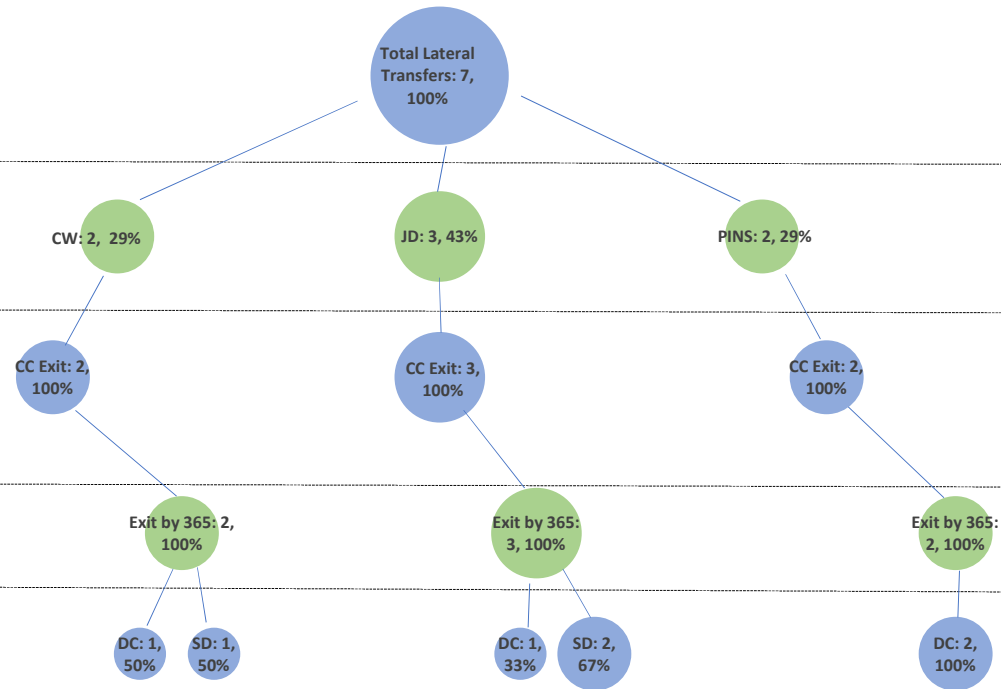 Total Lateral
Transfers: 7,
100%
CW: 2,  29%
JD: 3, 43%
PINS: 2, 29%
CC Exit: 2,
100%
CC Exit: 3,
100%
CC Exit: 2,
100%
Exit by 365: 2,
100%
Exit by 365:
3, 100%
Exit by 365:
2, 100%
DC: 1,
50%
SD: 1,
50%
DC: 1,
33%
SD: 2,
67%
DC: 2,
100%